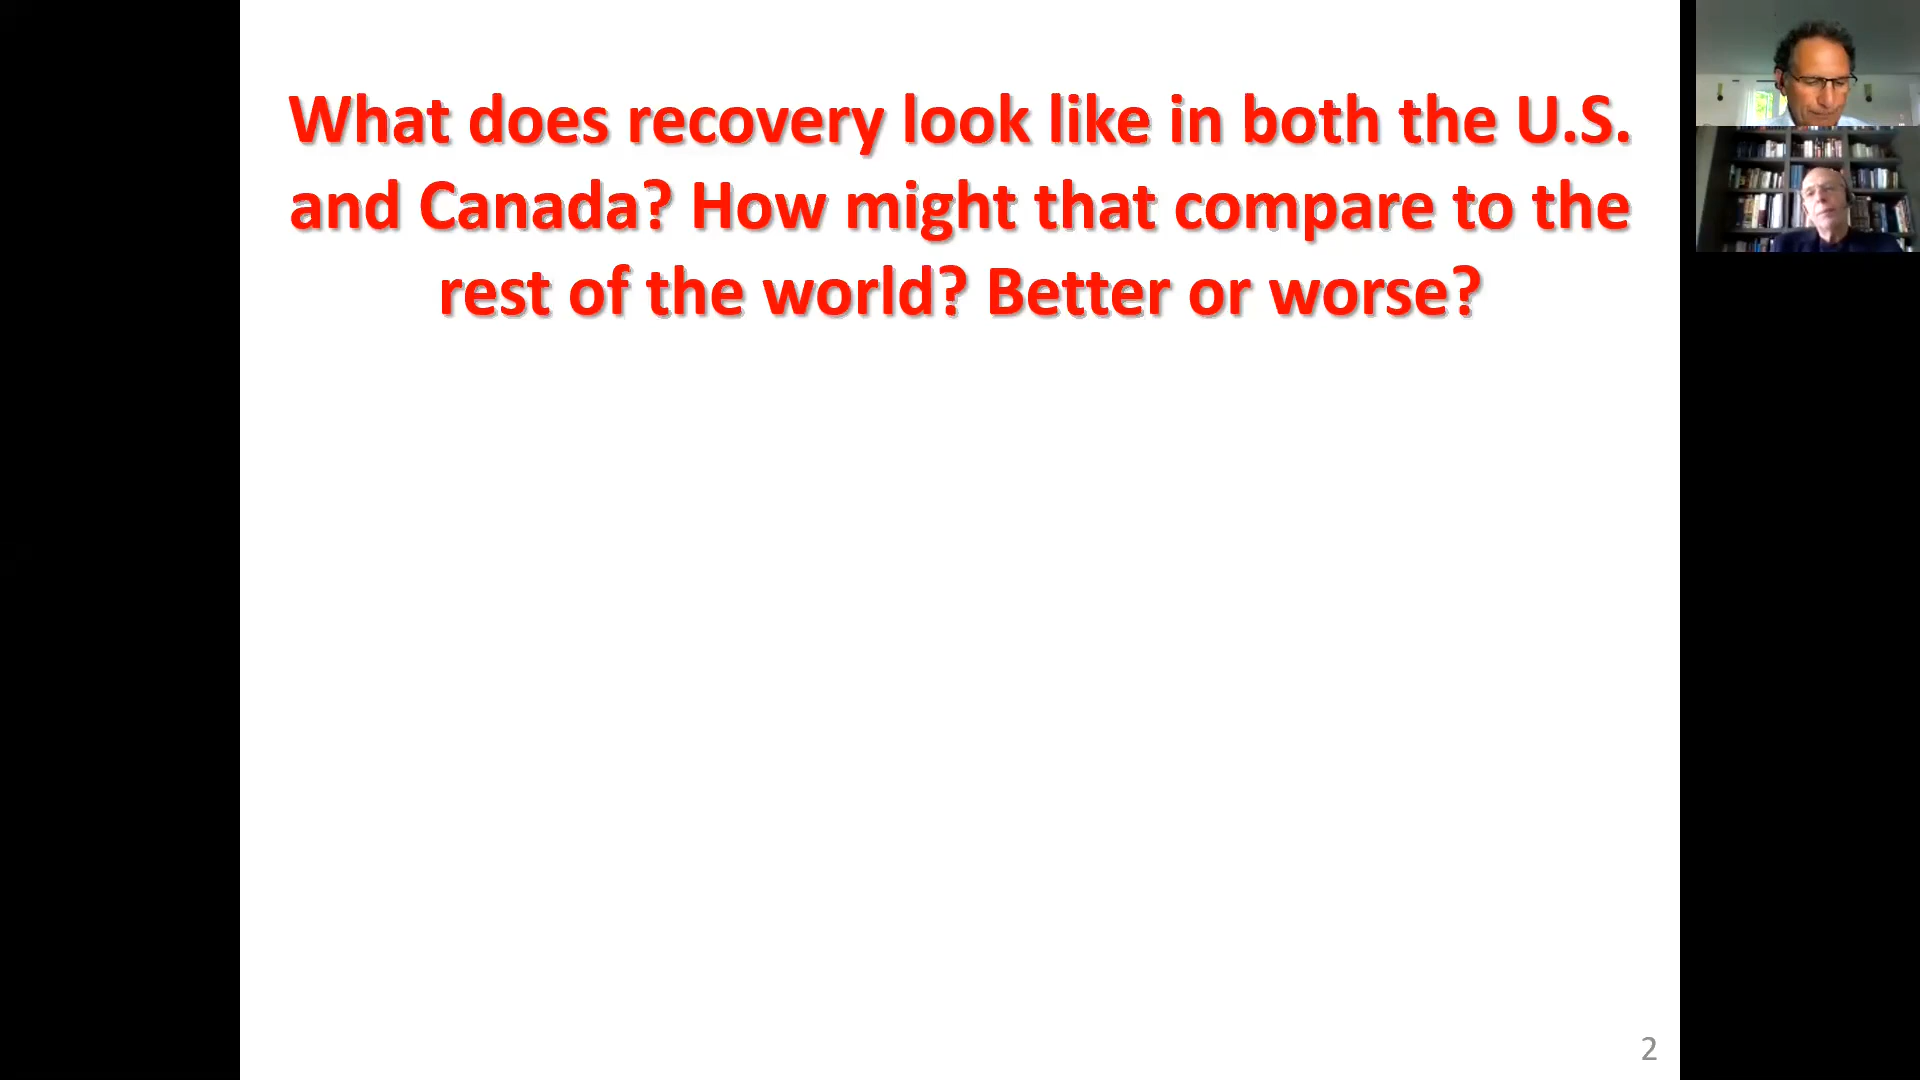 What does recovery look like in both the U.S.
and Canada? How might that compare to the
rest of the world? Better or worse?
2